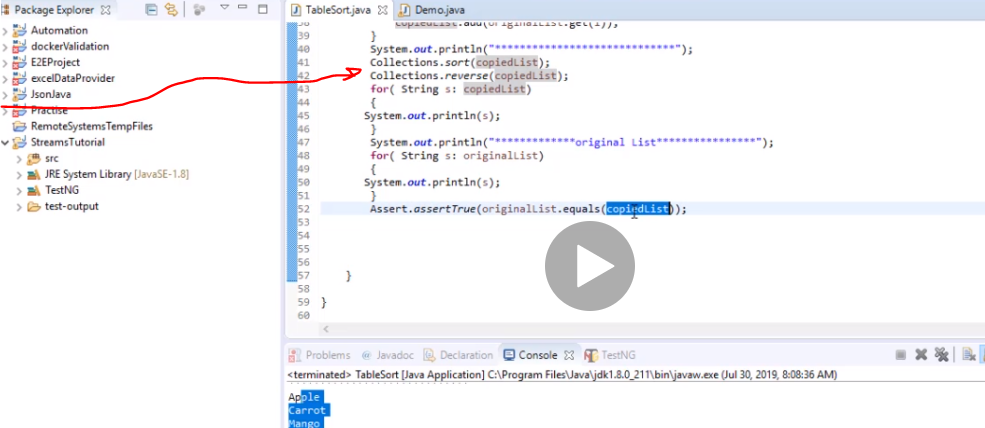 Package Explorer
Automation
dockerValidation
E2EProject
excelDataProvider
JsonJava
Practise
RemoteSystemsTempFiles
StreamsTutorial
src
JRE System Library [JavaSE-1.8]
TestNG
test-output
TableSort.java
Demo.java
38 copiedList.add(originalList.get(i));
39 }
40 System.out.println("*****************************");
41 Collections.sort(copiedList);
42 Collections.reverse(copiedList);
43 for( String s: copiedList)
44 {
45 System.out.println(s);
46 }
47 System.out.println("*************original List****************");
48 for( String s: originalList)
49 {
50 System.out.println(s);
51 }
52 Assert.assertTrue(originalList.equals(copiedList));
53
54
55
56
57 }
58
59 }
60
Problems @ Javadoc Declaration Console TestNG
<terminated> TableSort [Java Application] C:\Program Files\Java\jdk1.8.0_211\bin\javaw.exe (Jul 30, 2019, 8:08:36 AM)
Apple
Carrot
Mango